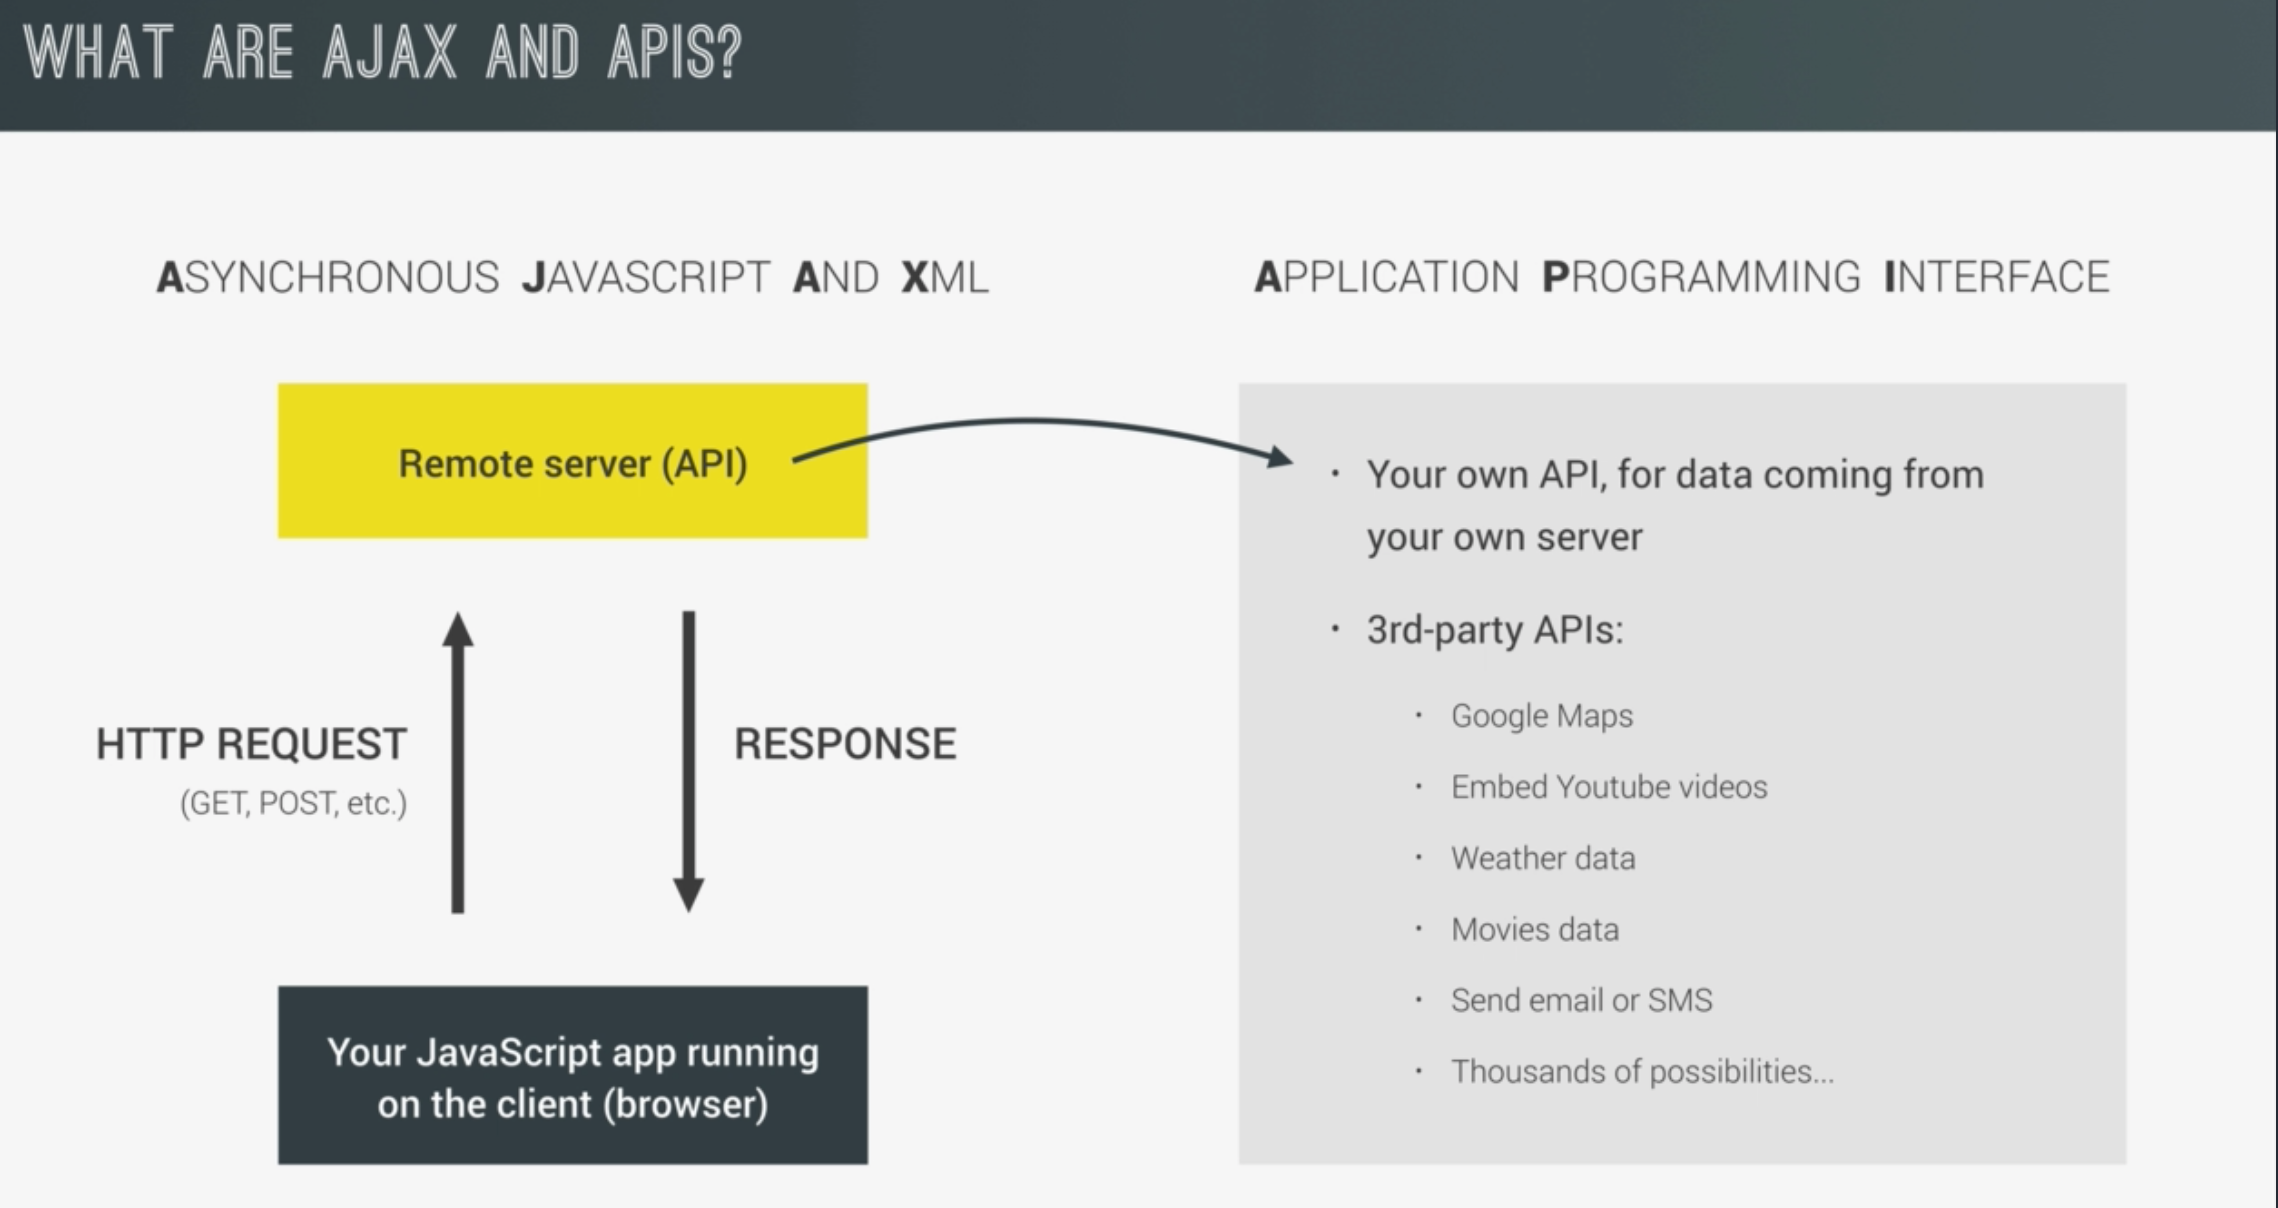 WHAT ARE AJAX AND APIS?
ASYNCHRONOUS JAVASCRIPT AND XML
Remote server (API)
HTTP REQUEST
(GET, POST, etc.)
RESPONSE
Your JavaScript app running
on the client (browser)
APPLICATION PROGRAMMING INTERFACE
· Your own API, for data coming from
your own server
· 3rd-party APIs:
· Google Maps
· Embed Youtube videos
· Weather data
· Movies data
· Send email or SMS
· Thousands of possibilities...